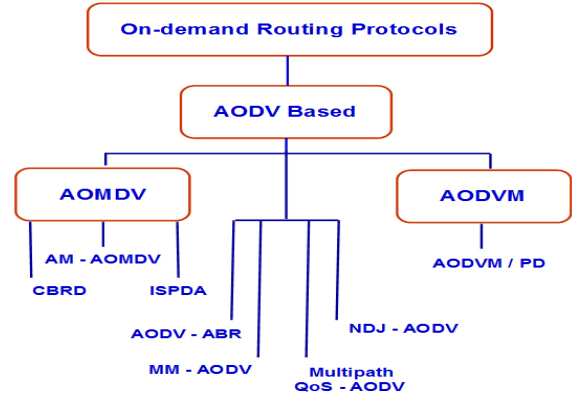 On-demand Routing Protocols
AODV Based
AOMDV
AODVM
AM - AOMDV
AODVM / PD
CBRD
ISPDA
NDJ - AODV
AODV - ABR
MM - AODV
Multipath
QoS - AODV